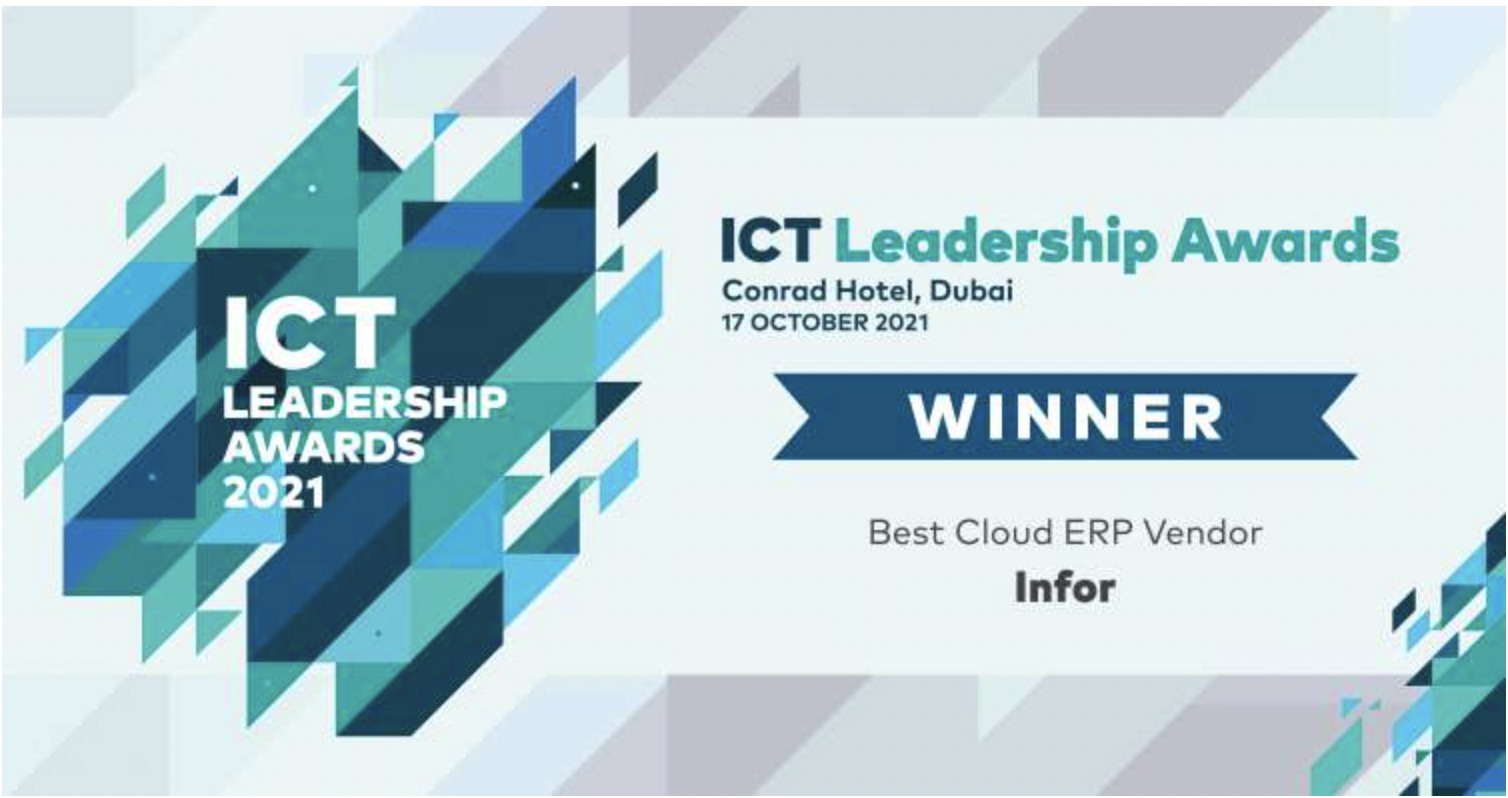 ICT
LEADERSHIP
AWARDS
2021
ICT Leadership Awards
Conrad Hotel, Dubai
17 OCTOBER 2021
WINNER
Best Cloud ERP Vendor
Infor